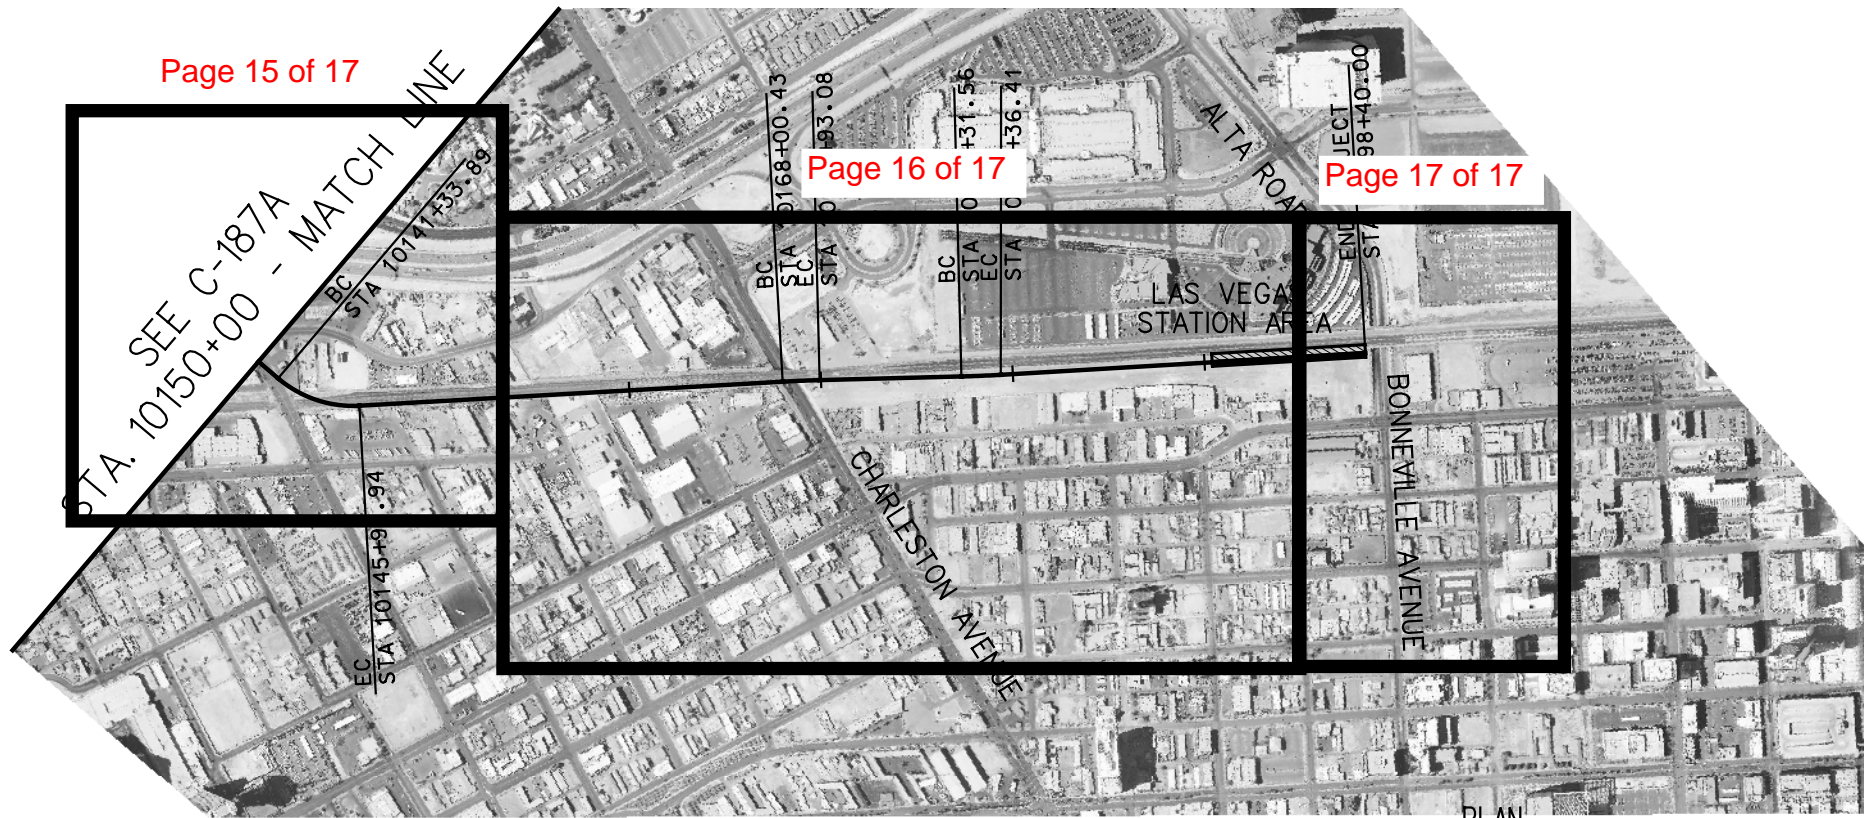 Page 15 of 17
SEE C-187A
STA. 10150+00 - MATCH LINE
BC
STA 10141+33.89
EC
STA 10145+9 .94
BC
STA 10168+00.43
EC
STA +93.08
Page 16 of 17
BC
STA +31.56
EC
STA +36.41
ALTA ROAD
Page 17 of 17
END JECT
STA 98+40.00
LAS VEGAS
STATION AREA
CHARLESTON AVENUE
BONNEVILLE AVENUE
PLAN